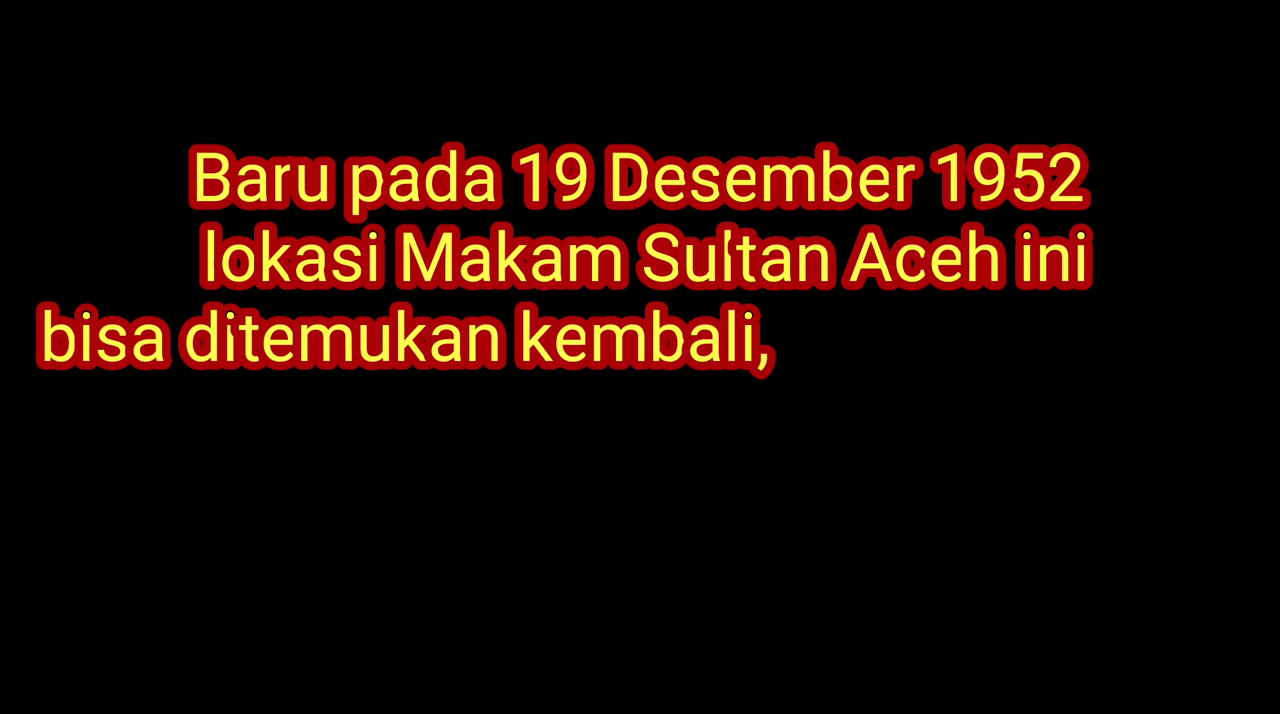 Baru pada 19 Desember 1952
lokasi Makam Sultan Aceh ini
bisa ditemukan kembali,